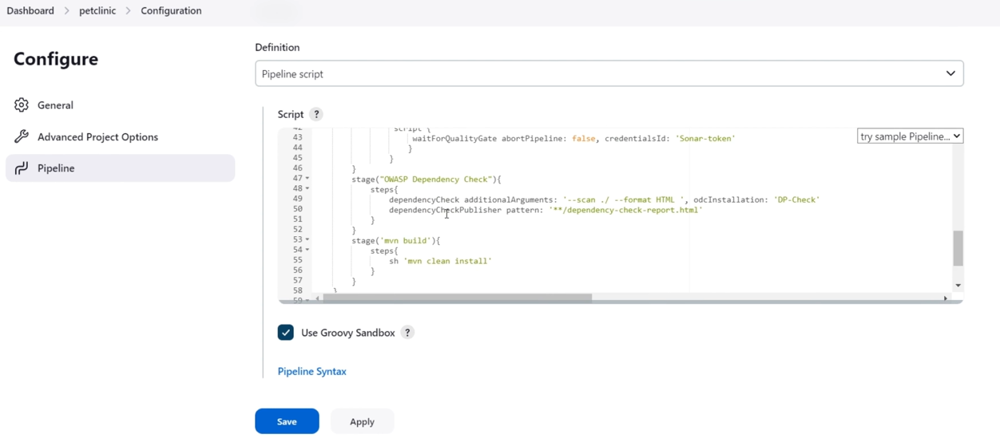 Dashboard > petclinic > Configuration
Configure
General
Advanced Project Options
Pipeline
Definition
Pipeline script
Script ?
try sample Pipeline...
42 script {
43 waitForQualityGate abortPipeline: false, credentialsId: 'Sonar-token'
44 }
45 }
46 }
47 stage("OWASP Dependency Check"){
48 steps{
49 dependencyCheck additionalArguments: '--scan ./ --format HTML ', odcInstallation: 'DP-Check'
50 dependencyCheckPublisher pattern: '**/dependency-check-report.html'
51 }
52 }
53 stage('mvn build'){
54 steps{
55 sh 'mvn clean install'
56 }
57 }
58 }
59
Use Groovy Sandbox ?
Pipeline Syntax
Save
Apply